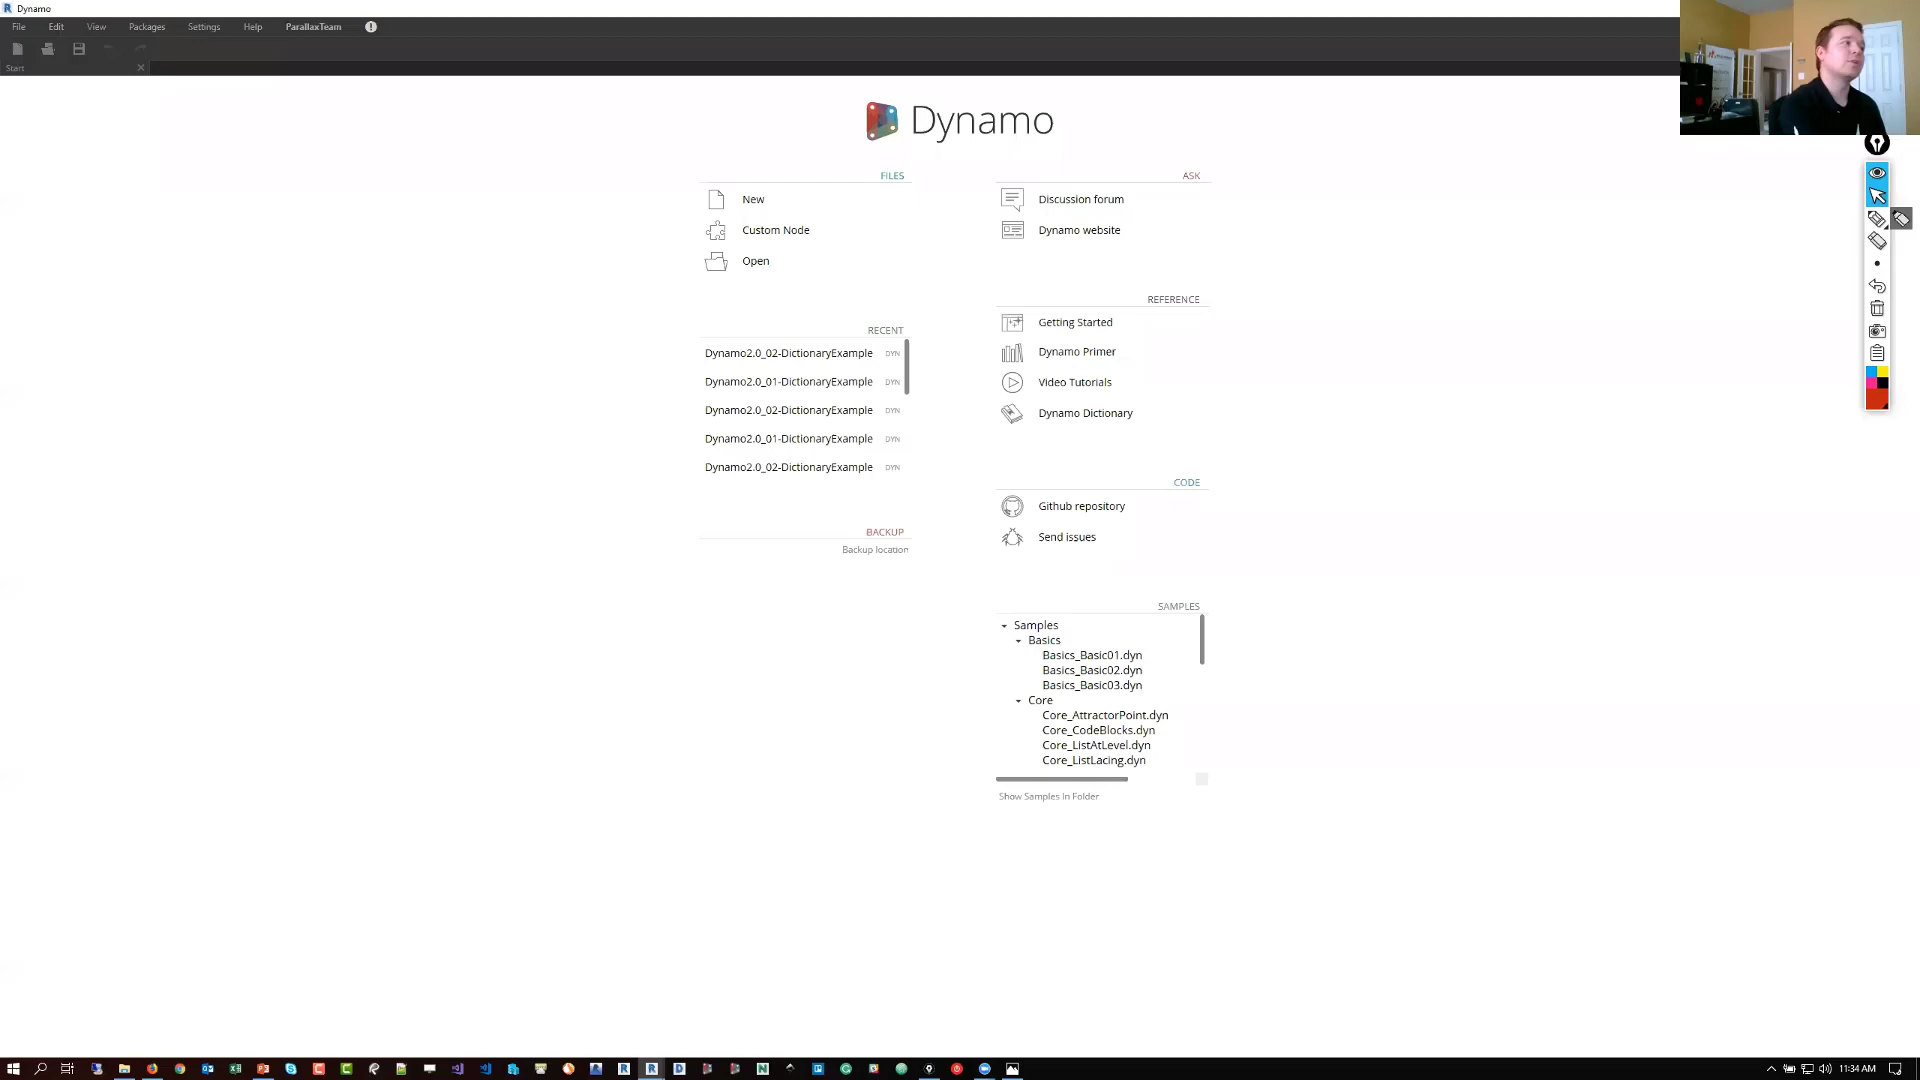 Dynamo
File Edit View Packages Settings Help ParallaxTeam
Start
Dynamo
FILES
New
Custom Node
Open
RECENT
Dynamo2.0_02-DictionaryExample DYN
Dynamo2.0_01-DictionaryExample DYN
Dynamo2.0_02-DictionaryExample DYN
Dynamo2.0_01-DictionaryExample DYN
Dynamo2.0_02-DictionaryExample DYN
BACKUP
Backup location
ASK
Discussion forum
Dynamo website
REFERENCE
Getting Started
Dynamo Primer
Video Tutorials
Dynamo Dictionary
CODE
Github repository
Send issues
SAMPLES
Samples
Basics
Basics_Basic01.dyn
Basics_Basic02.dyn
Basics_Basic03.dyn
Core
Core_AttractorPoint.dyn
Core_CodeBlocks.dyn
Core_ListAtLevel.dyn
Core_ListLacing.dyn
Show Samples In Folder
11:34 AM